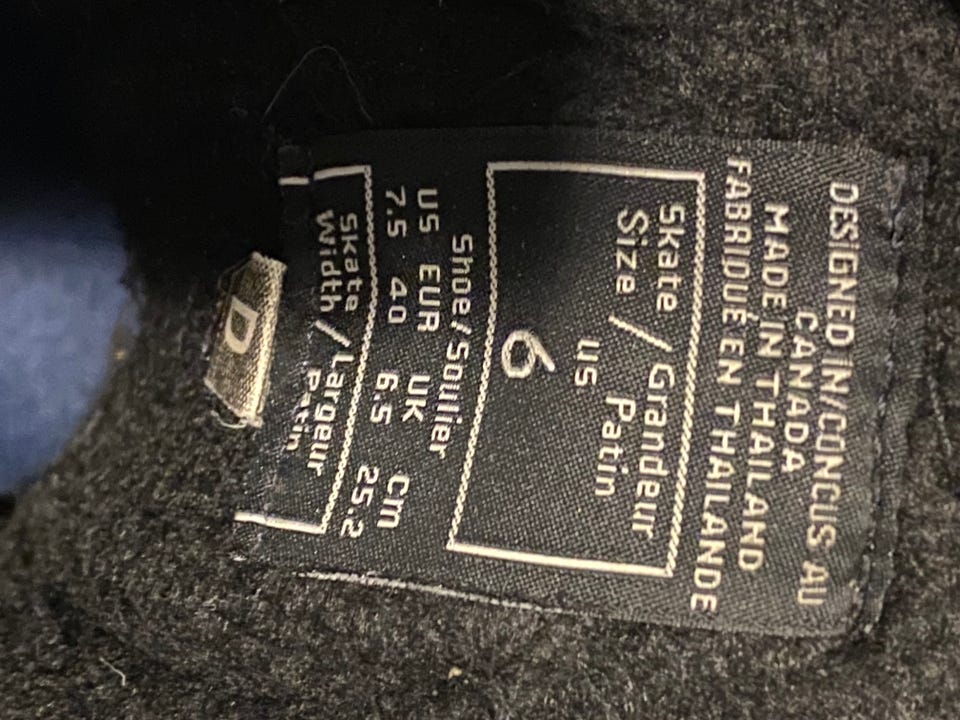 DESIGNED IN/CONCUS AU
CANADA
MADE IN THAILAND
FABRIQUÉ EN THAILANDE
Skate / Grandeur
Size Patin
US
6
Shoe/Soulier
US EUR UK cm
7.5 40 6.5 25.2
Skate / Largeur
Width Patin
D